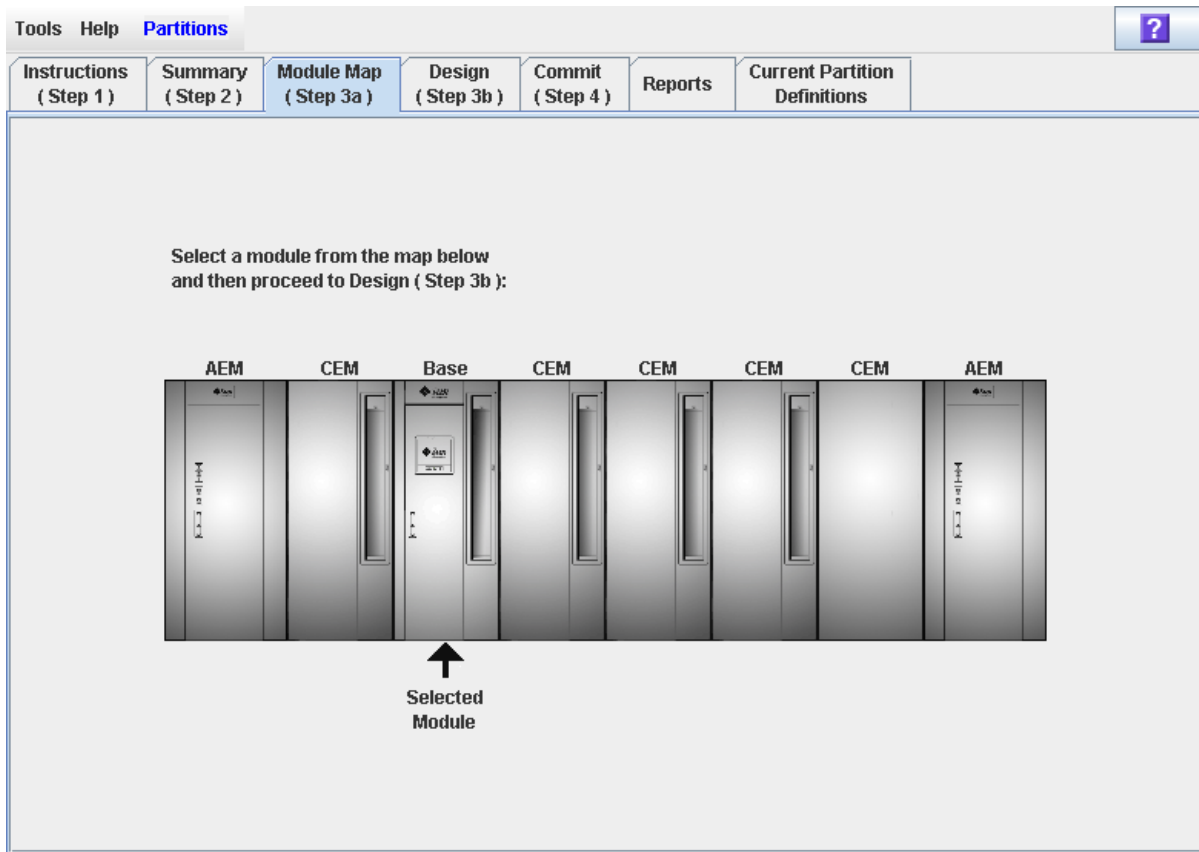 Tools Help Partitions
?
Instructions
( Step 1 )
Summary
( Step 2 )
Module Map
( Step 3a )
Design
( Step 3b )
Commit
( Step 4 )
Reports
Current Partition
Definitions
Select a module from the map below
and then proceed to Design ( Step 3b ):
AEM CEM Base CEM CEM CEM CEM AEM
Selected
Module